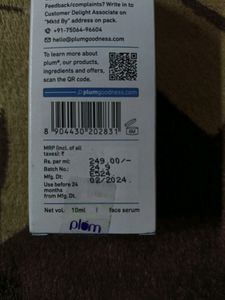 Feedback/complaints? Write in to
Customer Delight Associate on
"Mktd By" address on pack.
+91-75064-96604
hello@plumgoodness.com
To learn more about
plum®, our products,
ingredients and offers,
scan the QR code.
plumgoodness.com
8904430202831
MRP (incl. of all
taxes): ₹ 249.00/-
Rs. per ml: 24.9
Batch No.: E524
Mfg. Dt: 02/2024
Use before 24
months
from Mfg. Dt.
Net vol: 10ml | face serum
plum